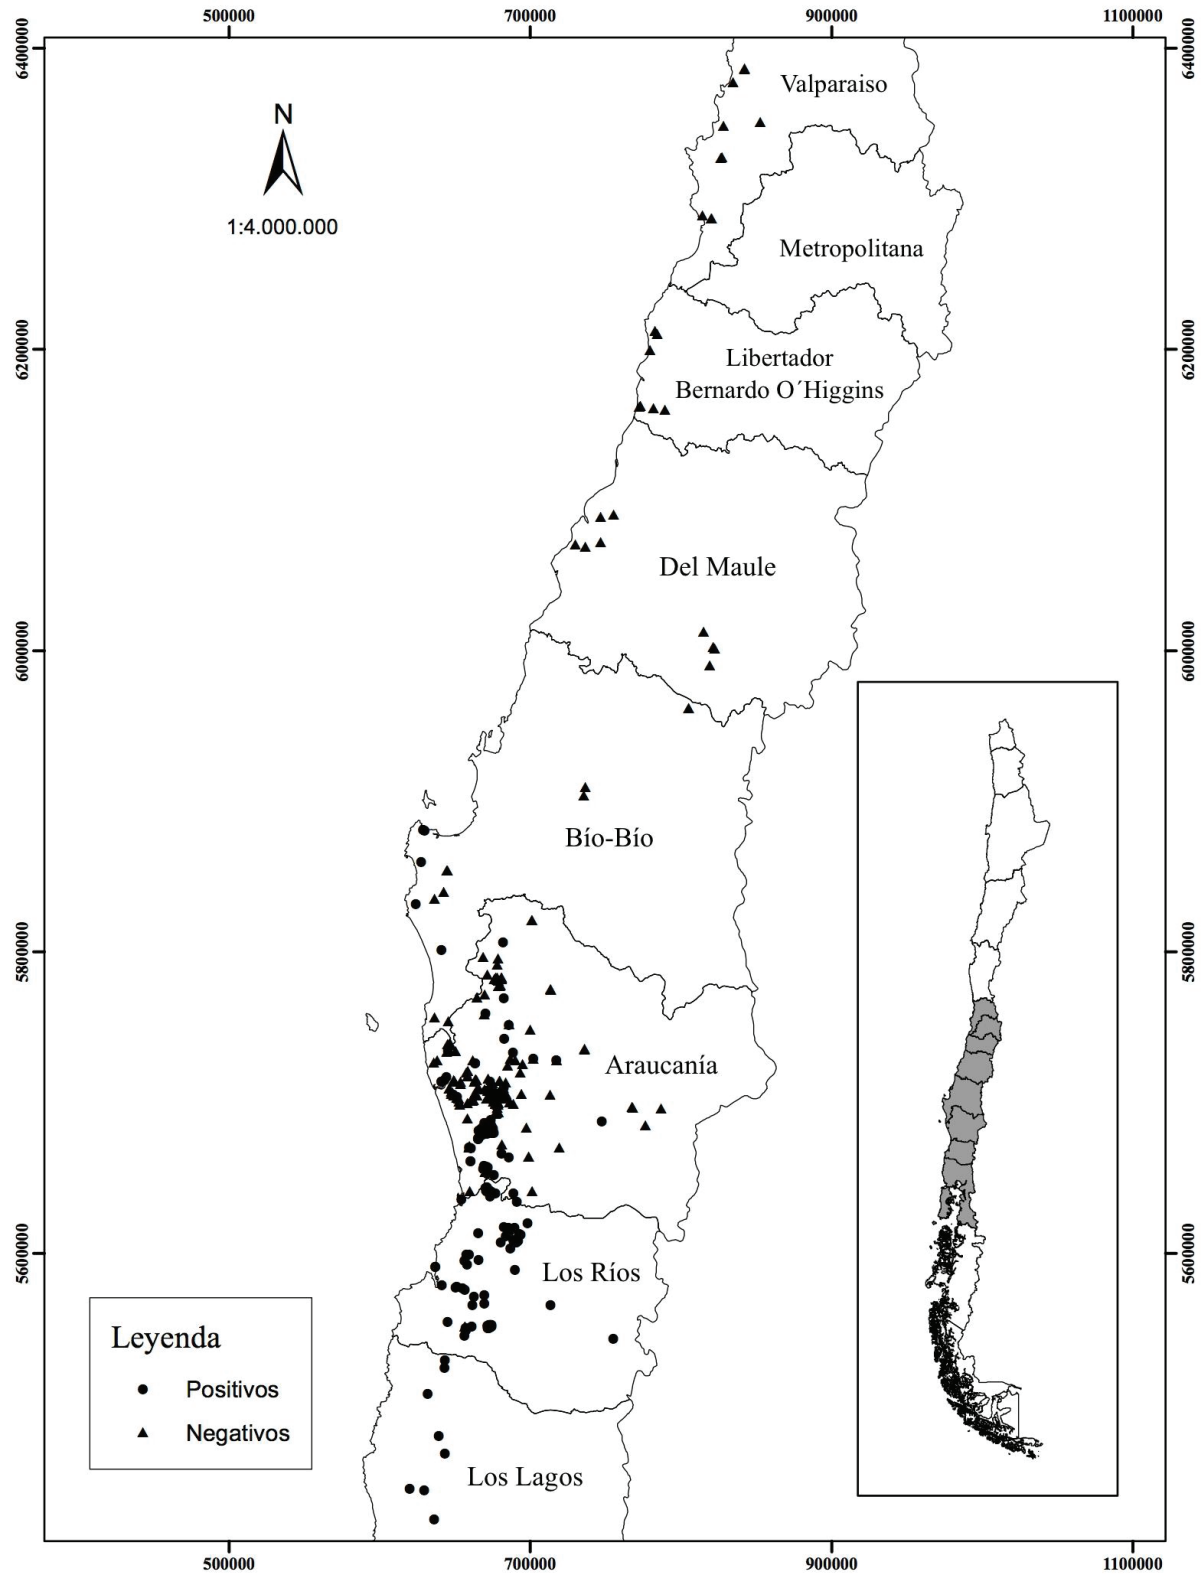 500000
700000
900000
1100000
6400000
6400000
Valparaiso
N
1:4.000.000
Metropolitana
6200000
6200000
Libertador
Bernardo O´Higgins
Del Maule
6000000
6000000
Bío-Bío
5800000
5800000
Araucanía
5600000
5600000
Los Ríos
Leyenda
Positivos
Negativos
Los Lagos
500000
700000
900000
1100000